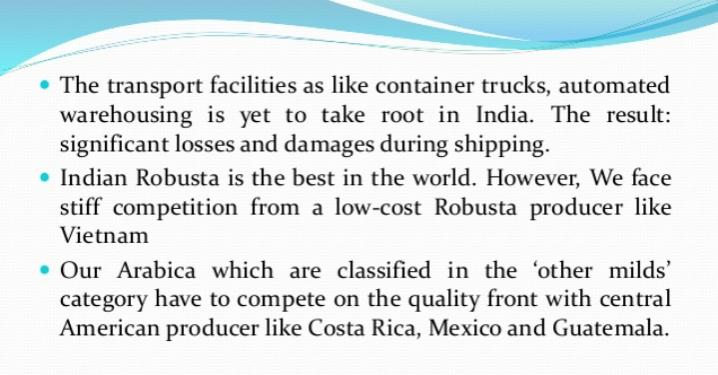 • The transport facilities as like container trucks, automated
warehousing is yet to take root in India. The result:
significant losses and damages during shipping.
• Indian Robusta is the best in the world. However, We face
stiff competition from a low-cost Robusta producer like
Vietnam
• Our Arabica which are classified in the ‘other milds’
category have to compete on the quality front with central
American producer like Costa Rica, Mexico and Guatemala.